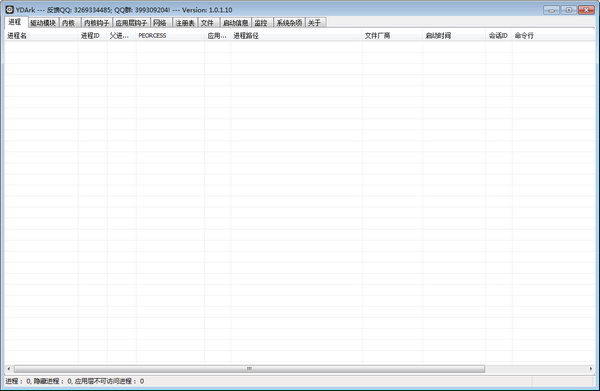 YDArk --- 反馈QQ: 3269334485; QQ群: 399309204! --- Version: 1.0.1.10
进程 驱动模块 内核 内核钩子 应用层钩子 网络 注册表 文件 启动信息 监控 系统杂项 关于
进程名 进程ID 父进... PEORCESS 应用... 进程路径 文件厂商 启动时间 会话ID 命令行
进程： 0, 隐藏进程： 0, 应用层不可访问进程： 0